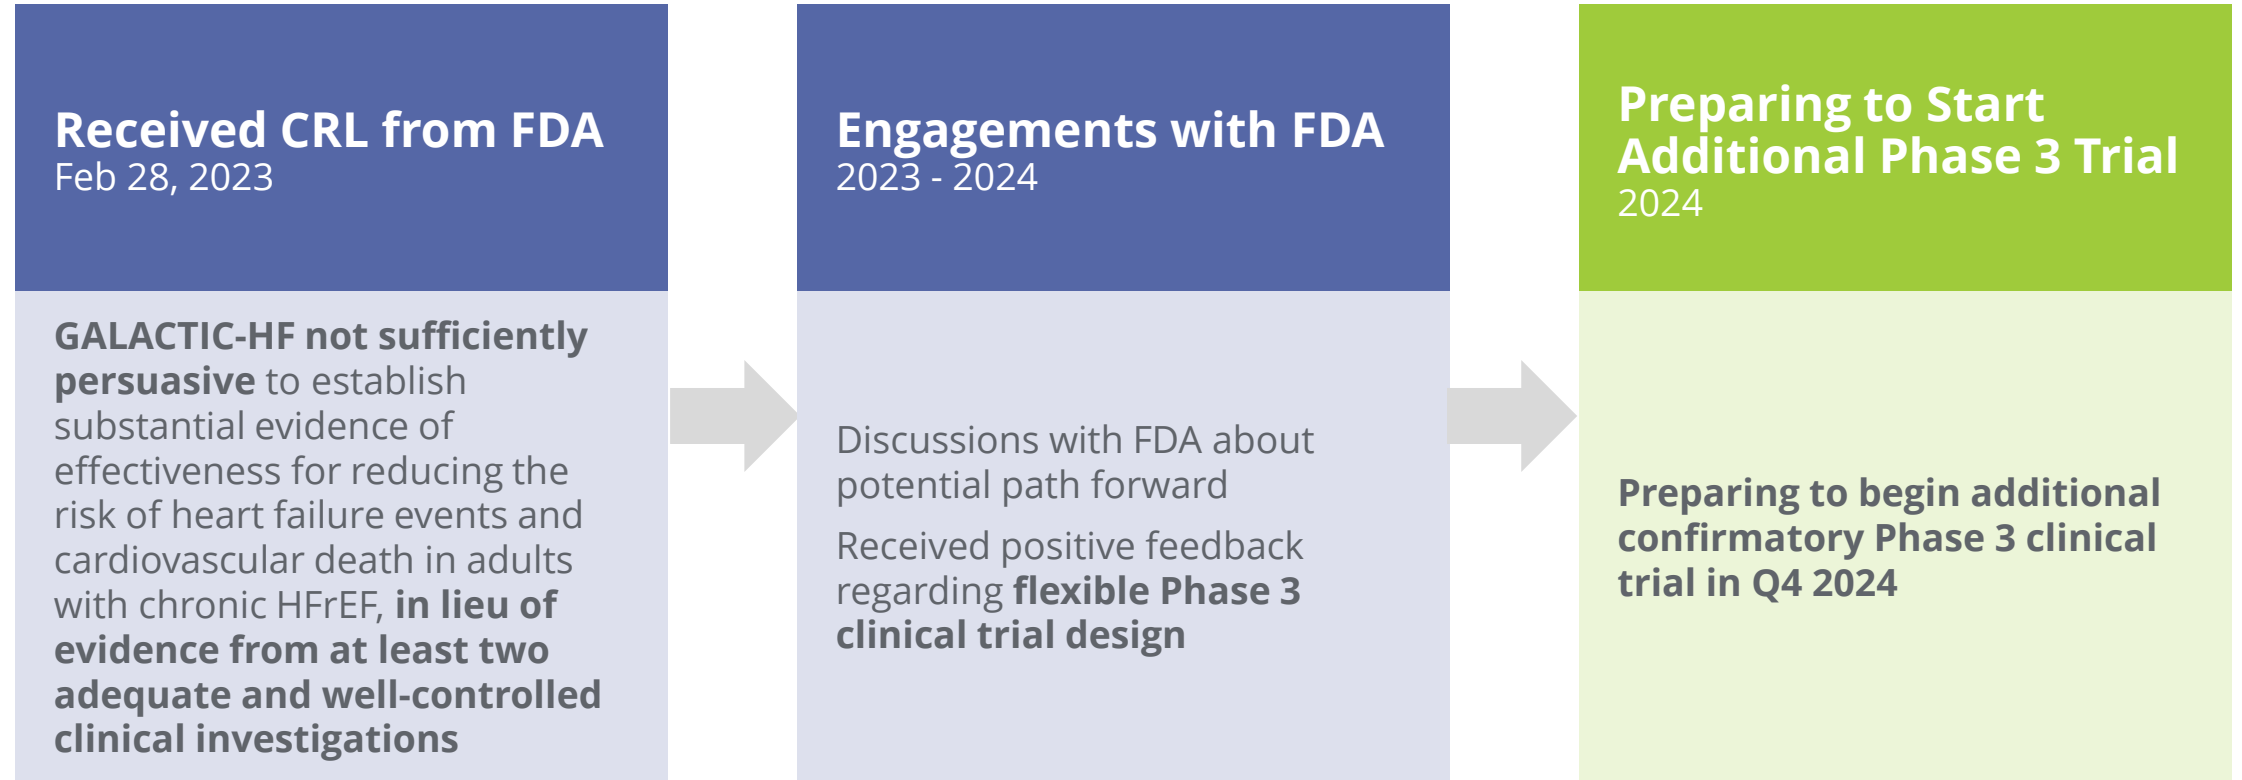 Received CRL from FDA
Feb 28, 2023
GALACTIC-HF not sufficiently
persuasive to establish
substantial evidence of
effectiveness for reducing the
risk of heart failure events and
cardiovascular death in adults
with chronic HFrEF, in lieu of
evidence from at least two
adequate and well-controlled
clinical investigations
Engagements with FDA
2023 - 2024
Discussions with FDA about
potential path forward
Received positive feedback
regarding flexible Phase 3
clinical trial design
Preparing to Start
Additional Phase 3 Trial
2024
Preparing to begin additional
confirmatory Phase 3 clinical
trial in Q4 2024